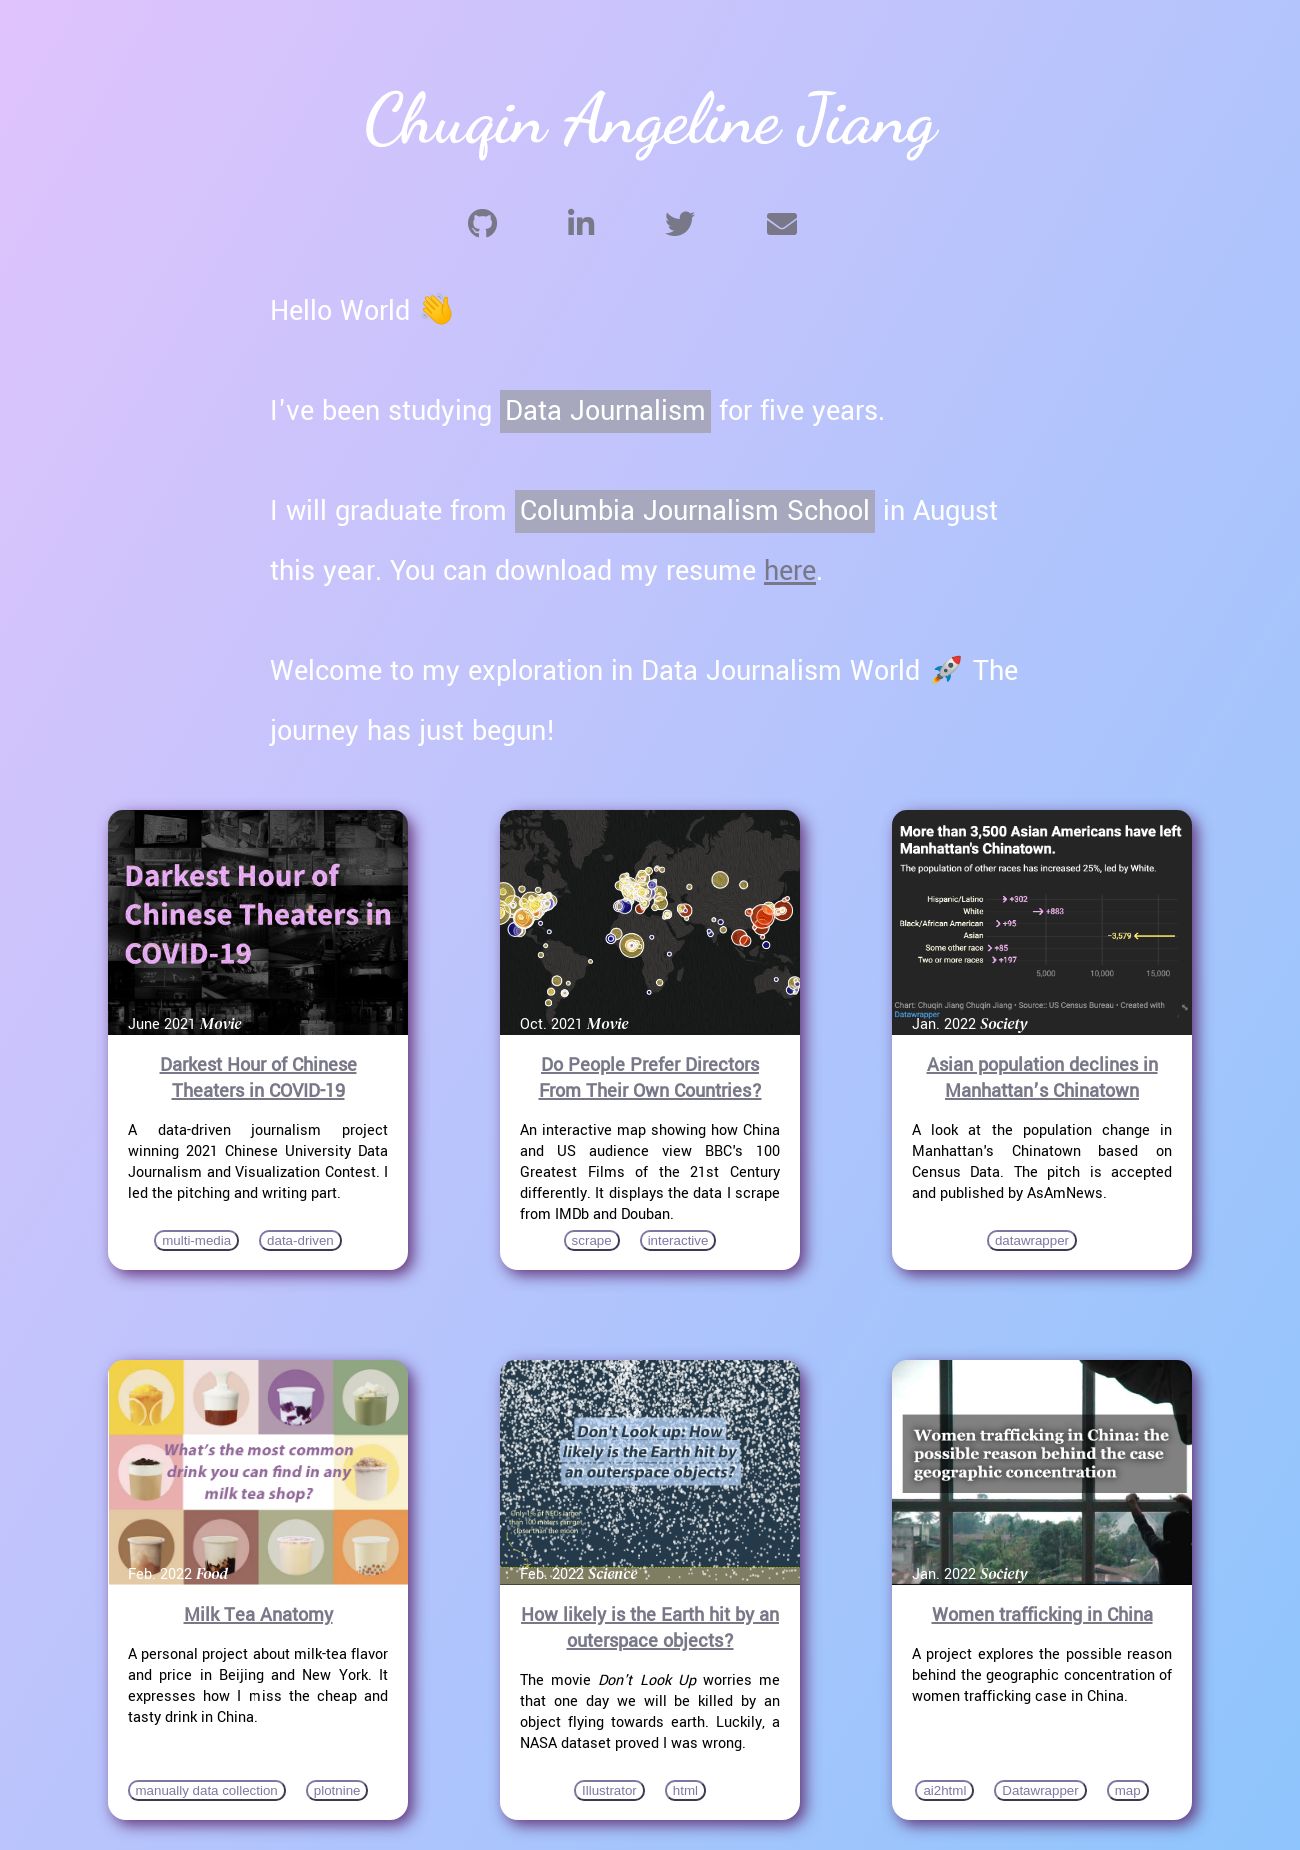 Chuqin Angeline Jiang
Hello World 👋
I've been studying Data Journalism for five years.
I will graduate from Columbia Journalism School in August
this year. You can download my resume here.
Welcome to my exploration in Data Journalism World 🚀 The
journey has just begun!
Darkest Hour of
Chinese Theaters in
COVID-19
June 2021 Movie
Darkest Hour of Chinese
Theaters in COVID-19
A data-driven journalism project
winning 2021 Chinese University Data
Journalism and Visualization Contest. I
led the pitching and writing part.
multi-media data-driven
Oct. 2021 Movie
Do People Prefer Directors
From Their Own Countries?
An interactive map showing how China
and US audience view BBC's 100
Greatest Films of the 21st Century
differently. It displays the data I scrape
from IMDb and Douban.
scrape interactive
More than 3,500 Asian Americans have left
Manhattan's Chinatown.
The population of other races has increased 25%, led by White.
Hispanic/Latino +302
White +883
Black/African American +95
Asian −3,579
Some other race +85
Two or more races +197
5,000 10,000 15,000
Chart: Chuqin Jiang Chuqin Jiang • Source:: US Census Bureau • Created with
Datawrapper
Jan. 2022 Society
Asian population declines in
Manhattan's Chinatown
A look at the population change in
Manhattan's Chinatown based on
Census Data. The pitch is accepted
and published by AsAmNews.
datawrapper
What's the most common
drink you can find in any
milk tea shop?
Feb. 2022 Food
Milk Tea Anatomy
A personal project about milk-tea flavor
and price in Beijing and New York. It
expresses how I miss the cheap and
tasty drink in China.
manually data collection plotnine
Don't Look up: How
likely is the Earth hit by
an outerspace objects?
Only 1% of NEOs larger
than 100 meters can get
closer than the moon
Feb. 2022 Science
How likely is the Earth hit by an
outerspace objects?
The movie Don't Look Up worries me
that one day we will be killed by an
object flying towards earth. Luckily, a
NASA dataset proved I was wrong.
Illustrator html
Women trafficking in China: the
possible reason behind the case
geographic concentration
Jan. 2022 Society
Women trafficking in China
A project explores the possible reason
behind the geographic concentration of
women trafficking case in China.
ai2html Datawrapper map